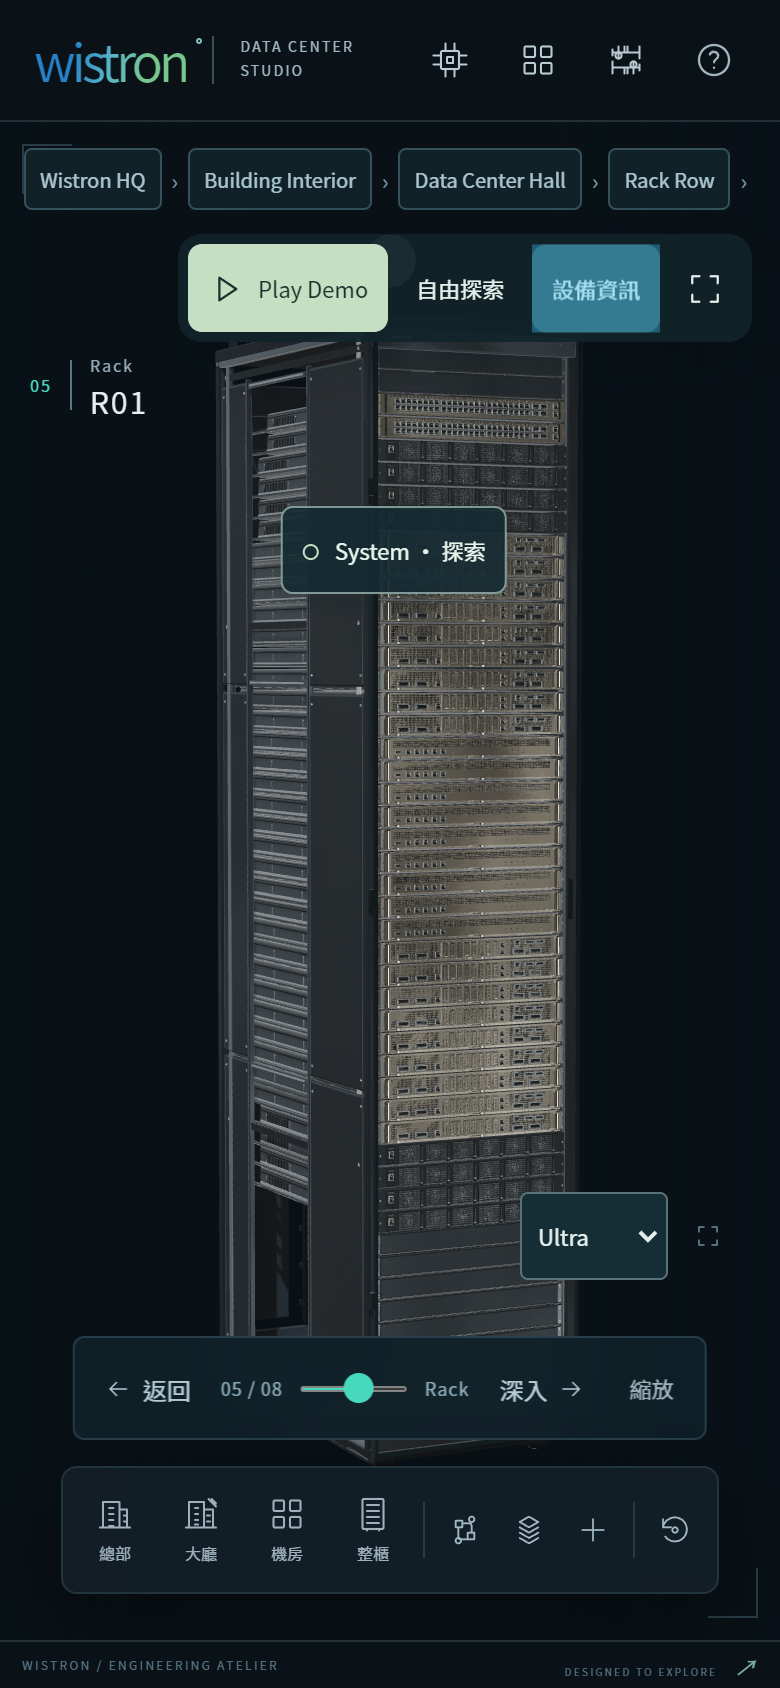 wistron
DATA CENTER
STUDIO
Wistron HQ › Building Interior › Data Center Hall › Rack Row ›
Play Demo 自由探索 設備資訊
05 Rack
R01
System · 探索
Ultra
← 返回 05 / 08 Rack 深入 → 縮放
總部 大廳 機房 整櫃
WISTRON / ENGINEERING ATELIER
DESIGNED TO EXPLORE